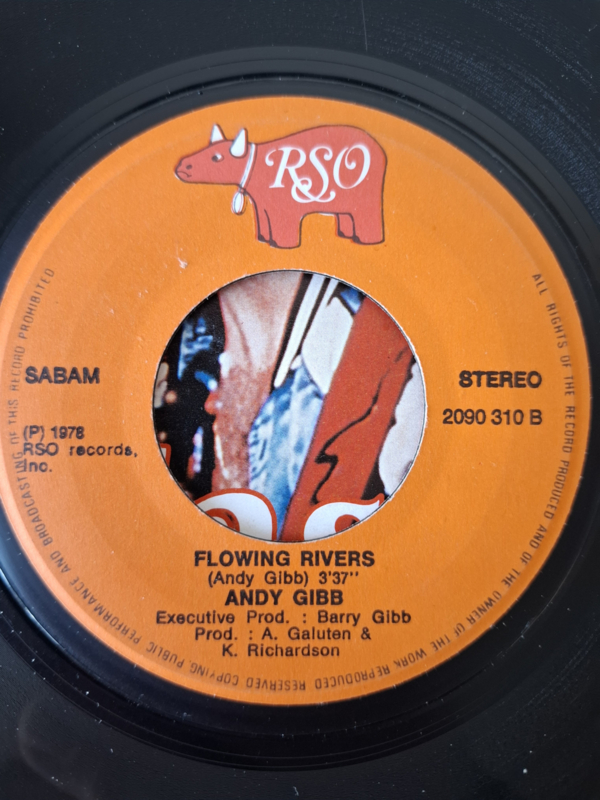 RSO
SABAM
STEREO
2090 310 B
(P) 1978
RSO records,
Inc.
FLOWING RIVERS
(Andy Gibb) 3'37''
ANDY GIBB
Executive Prod. : Barry Gibb
Prod. : A. Galuten &
K. Richardson
ALL RIGHTS OF THE RECORD PRODUCER AND OF THE OWNER OF THE WORK REPRODUCED RESERVED COPYING PUBLIC PERFORMANCE AND BROADCASTING OF THIS RECORD PROHIBITED